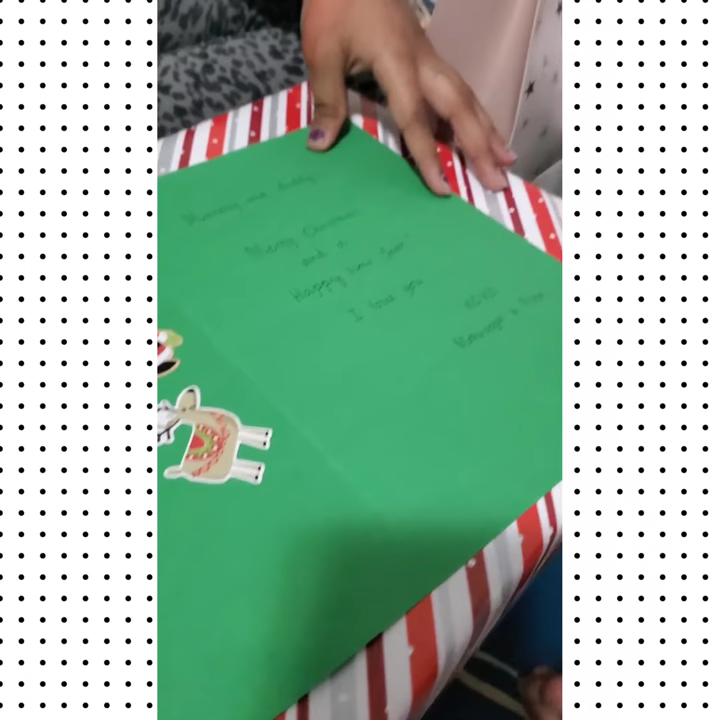 Mommy and daddy
Merry Christmas
and a
Happy New Year
I love you
XOXO